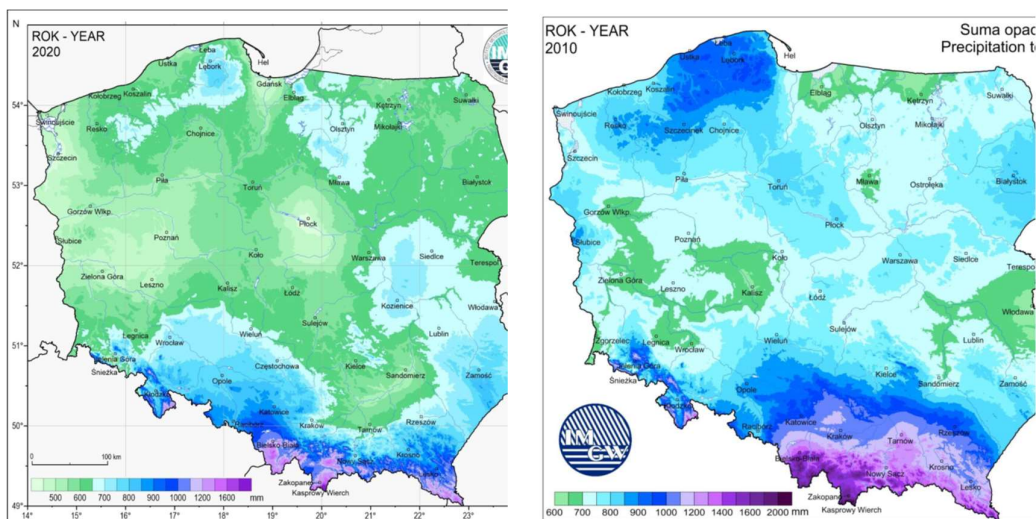 N
ROK - YEAR
2020
Łeba
Ustka
Lębork
Hel
Gdańsk
Koszalin
Kołobrzeg
Elbląg
Kętrzyn
Suwałki
54°
Świnoujście
Resko
Chojnice
Olsztyn
Mikołajki
Szczecin
53°
Piła
Toruń
Mława
Białystok
Gorzów Wlkp.
Płock
Słubice
Poznań
Koło
Warszawa
Siedlce
Terespol
52°
Zielona Góra
Leszno
Kalisz
Łódź
Kozienice
Włodawa
Sulejów
Legnica
Wrocław
Wieluń
Lublin
51°
Jelenia Góra
Śnieżka
Częstochowa
Kielce
Sandomierz
Zamość
Opole
Kłodzko
Katowice
Racibórz
Kraków
Tarnów
Rzeszów
50°
Bielsko Biała
Nowy Sącz
Krosno
Lesko
0 100 km
Zakopane
Kasprowy Wierch
500 600 700 800 900 1000 1200 1600 mm
49°
14° 15° 16° 17° 18° 19° 20° 21° 22° 23°
ROK - YEAR
2010
Suma opad
Precipitation t
Łeba
Ustka
Lębork
Hel
Koszalin
Kołobrzeg
Elbląg
Kętrzyn
Suwałki
Świnoujście
Resko
Szczecinek
Chojnice
Olsztyn
Mikołajki
Szczecin
Piła
Toruń
Mława
Ostrołęka
Białystok
Gorzów Wlkp.
Płock
Słubice
Poznań
Koło
Warszawa
Siedlce
Terespol
Zielona Góra
Leszno
Kalisz
Łódź
Włodawa
Sulejów
Zgorzelec
Legnica
Wrocław
Wieluń
Lublin
Jelenia Góra
Śnieżka
Kielce
Sandomierz
Zamość
Opole
Kłodzko
Racibórz
Katowice
Kraków
Tarnów
Rzeszów
Bielsko-Biała
Nowy Sącz
Krosno
Lesko
IM
GW
Zakopane
Kasprowy Wierch
600 700 800 900 1000 1200 1400 1600 2000 mm